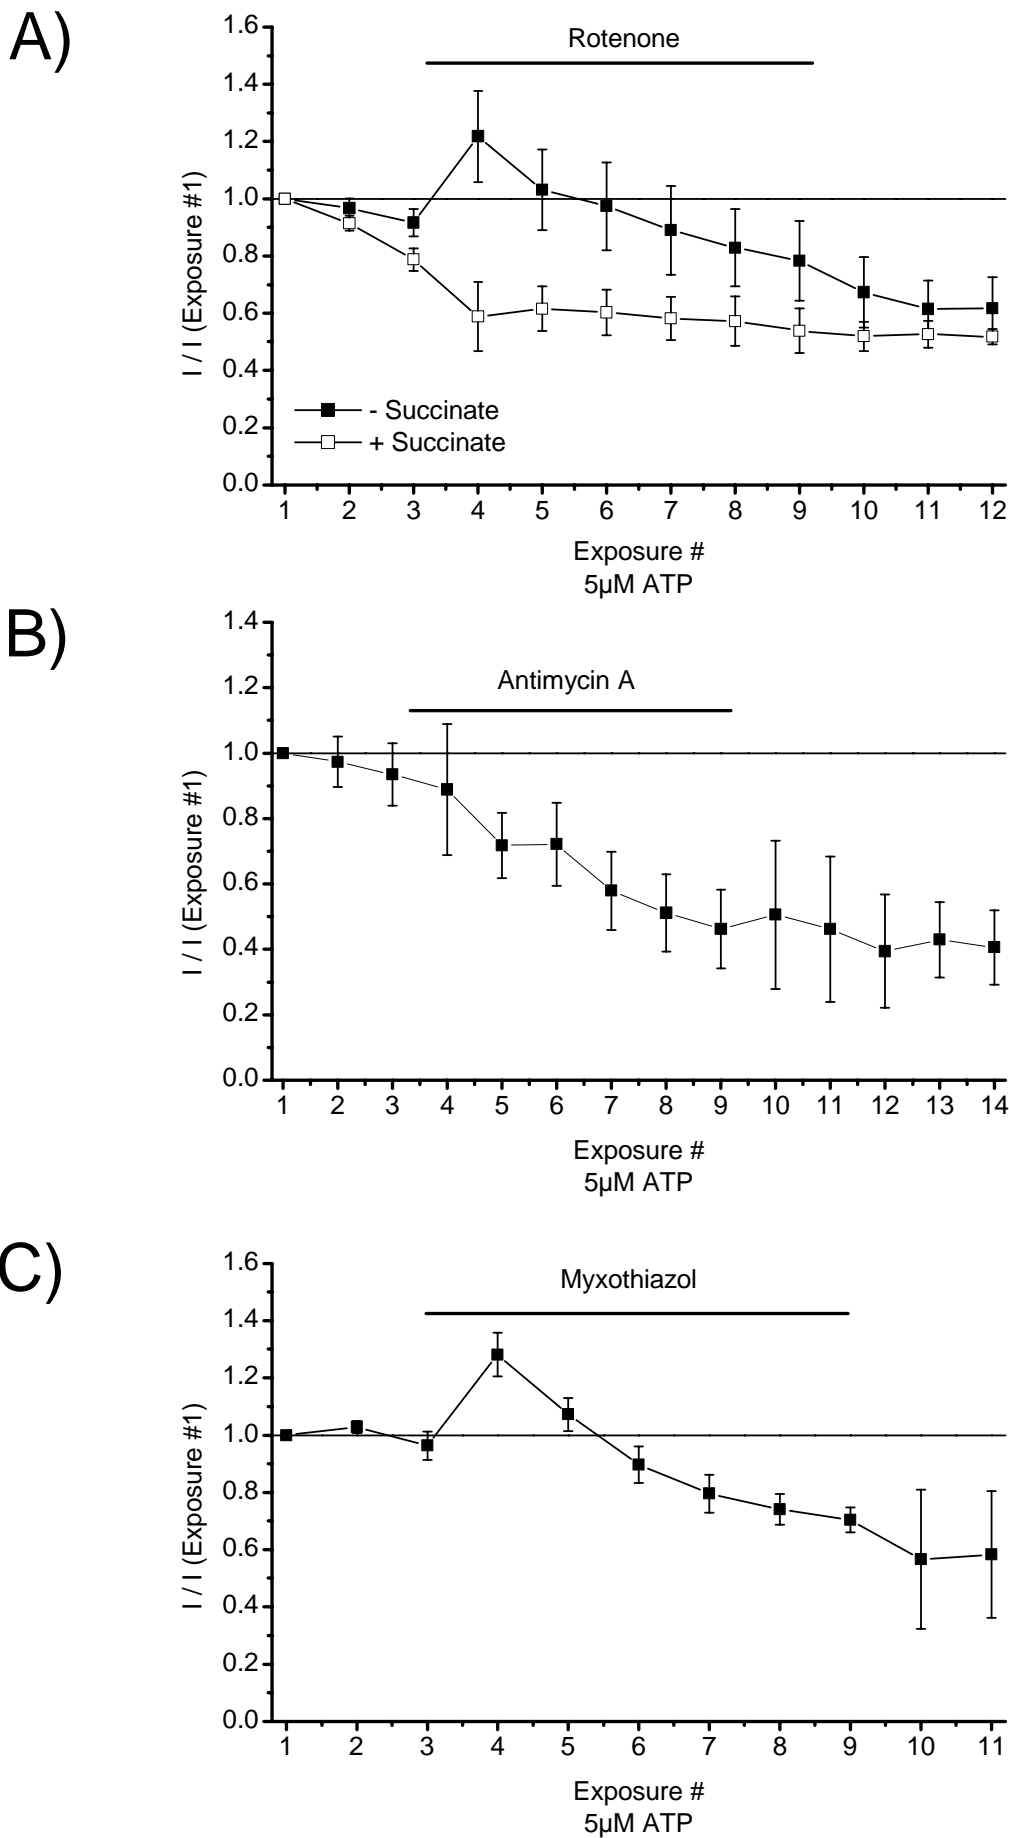 A)
Rotenone
I / I (Exposure #1)
1.6
1.4
1.2
1.0
0.8
0.6
0.4
0.2
0.0
- Succinate
+ Succinate
1 2 3 4 5 6 7 8 9 10 11 12
Exposure #
5µM ATP
B)
Antimycin A
I / I (Exposure #1)
1.4
1.2
1.0
0.8
0.6
0.4
0.2
0.0
1 2 3 4 5 6 7 8 9 10 11 12 13 14
Exposure #
5µM ATP
C)
Myxothiazol
I / I (Exposure #1)
1.6
1.4
1.2
1.0
0.8
0.6
0.4
0.2
0.0
1 2 3 4 5 6 7 8 9 10 11
Exposure #
5µM ATP